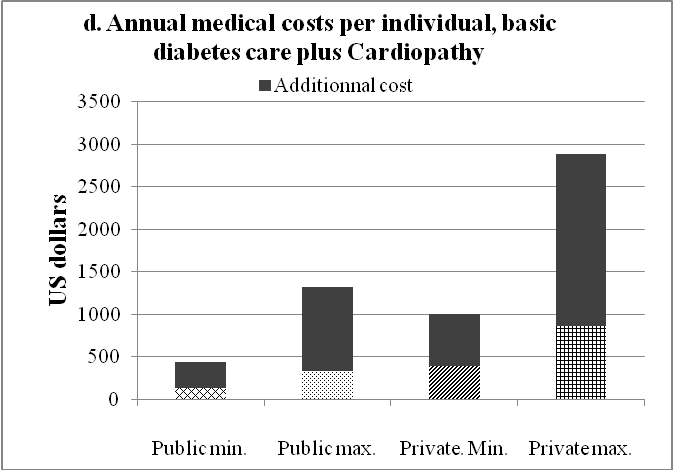 d. Annual medical costs per individual, basic
diabetes care plus Cardiopathy
Additionnal cost
3500
3000
2500
2000
1500
1000
500
0
US dollars
Public min.
Public max.
Private. Min.
Private max.